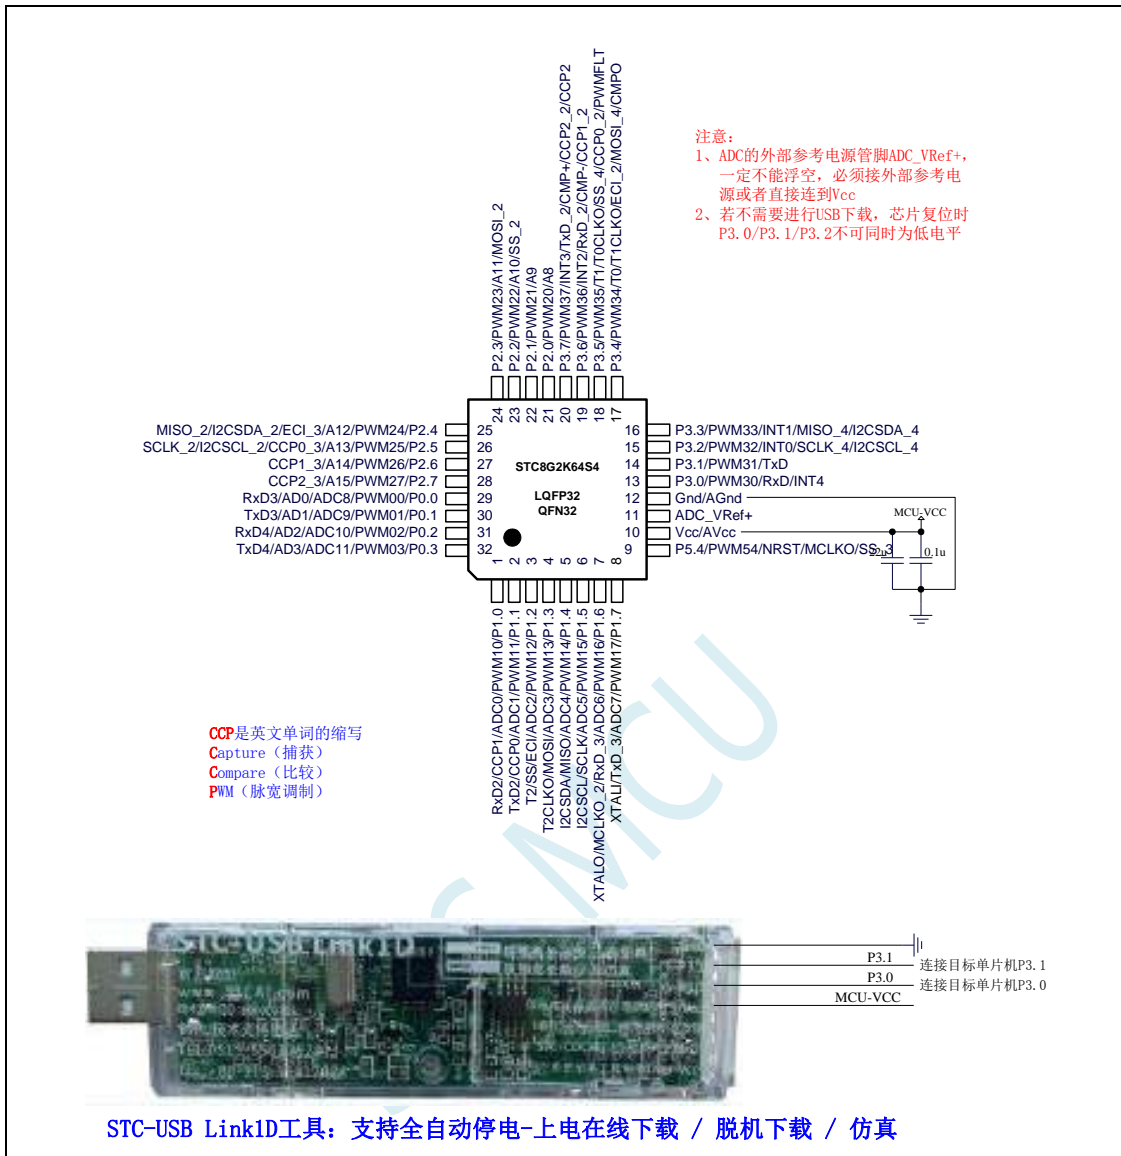 注意：
1、ADC的外部参考电源管脚ADC_VRef+，
一定不能浮空，必须接外部参考电
源或者直接连到Vcc
2、若不需要进行USB下载，芯片复位时
P3.0/P3.1/P3.2不可同时为低电平
P2.3/PWM23/A11/MOSI_2
P2.2/PWM22/A10/SS_2
P2.1/PWM21/A9
P2.0/PWM20/A8
P3.7/PWM37/INT3/TxD_2/CMP+/CCP2_2/CCP2
P3.6/PWM36/INT2/RxD_2/CMP-/CCP1_2
P3.5/PWM35/T1/T0CLKO/SS_4/CCP0_2/PWMFLT
P3.4/PWM34/T0/T1CLKO/ECI_2/MOSI_4/CMPO
24 23 22 21 20 19 18 17
MISO_2/I2CSDA_2/ECI_3/A12/PWM24/P2.4 25
SCLK_2/I2CSCL_2/CCP0_3/A13/PWM25/P2.5 26
CCP1_3/A14/PWM26/P2.6 27
CCP2_3/A15/PWM27/P2.7 28
RxD3/AD0/ADC8/PWM00/P0.0 29
TxD3/AD1/ADC9/PWM01/P0.1 30
RxD4/AD2/ADC10/PWM02/P0.2 31
TxD4/AD3/ADC11/PWM03/P0.3 32
STC8G2K64S4
LQFP32
QFN32
16 P3.3/PWM33/INT1/MISO_4/I2CSDA_4
15 P3.2/PWM32/INT0/SCLK_4/I2CSCL_4
14 P3.1/PWM31/TxD
13 P3.0/PWM30/RxD/INT4
12 Gnd/AGnd
11 ADC_VRef+
10 Vcc/AVcc
9 P5.4/PWM54/NRST/MCLKO/SS_3
MCU-VCC
22u
0.1u
1 2 3 4 5 6 7 8
RxD2/CCP1/ADC0/PWM10/P1.0
TxD2/CCP0/ADC1/PWM11/P1.1
T2/SS/ECI/ADC2/PWM12/P1.2
T2CLKO/MOSI/ADC3/PWM13/P1.3
I2CSDA/MISO/ADC4/PWM14/P1.4
I2CSCL/SCLK/ADC5/PWM15/P1.5
XTALO/MCLKO_2/RxD_3/ADC6/PWM16/P1.6
XTALI/TxD_3/ADC7/PWM17/P1.7
CCP是英文单词的缩写
Capture（捕获）
Compare（比较）
PWM（脉宽调制）
MCU
STC-USB Link1D
P3.1 连接目标单片机P3.1
P3.0 连接目标单片机P3.0
MCU-VCC
STC-USB Link1D工具：支持全自动停电-上电在线下载 / 脱机下载 / 仿真